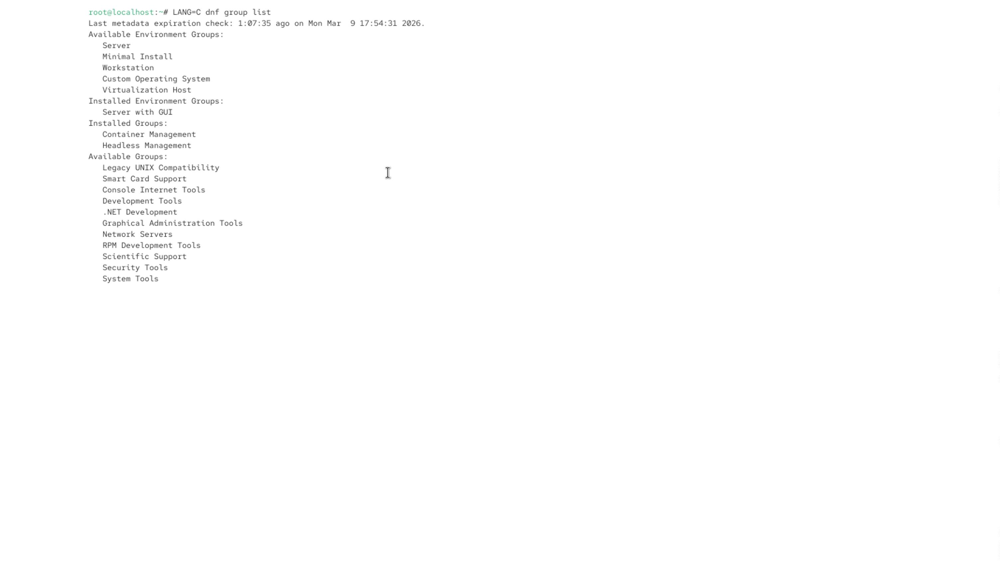 root@localhost:~# LANG=C dnf group list
Last metadata expiration check: 1:07:35 ago on Mon Mar  9 17:54:31 2026.
Available Environment Groups:
   Server
   Minimal Install
   Workstation
   Custom Operating System
   Virtualization Host
Installed Environment Groups:
   Server with GUI
Installed Groups:
   Container Management
   Headless Management
Available Groups:
   Legacy UNIX Compatibility
   Smart Card Support
   Console Internet Tools
   Development Tools
   .NET Development
   Graphical Administration Tools
   Network Servers
   RPM Development Tools
   Scientific Support
   Security Tools
   System Tools